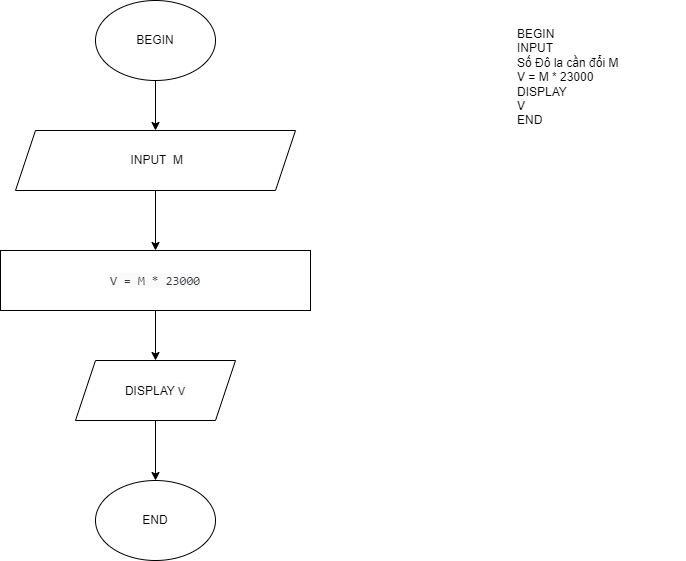 BEGIN
INPUT  M
V = M * 23000
DISPLAY V
END
BEGIN
INPUT
Số Đô la cần đổi M
V = M * 23000
DISPLAY
V
END